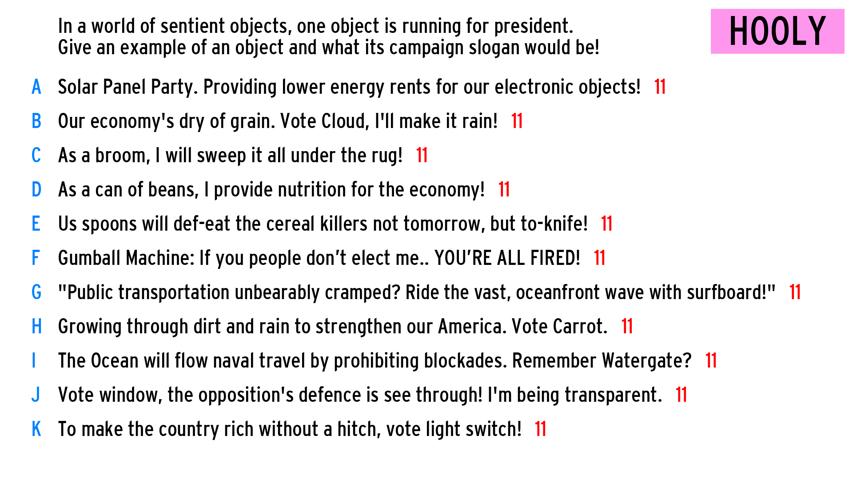 In a world of sentient objects, one object is running for president.
Give an example of an object and what its campaign slogan would be!
HOOLY
A Solar Panel Party. Providing lower energy rents for our electronic objects! 11
B Our economy's dry of grain. Vote Cloud, I'll make it rain! 11
C As a broom, I will sweep it all under the rug! 11
D As a can of beans, I provide nutrition for the economy! 11
E Us spoons will def-eat the cereal killers not tomorrow, but to-knife! 11
F Gumball Machine: If you people don’t elect me.. YOU’RE ALL FIRED! 11
G "Public transportation unbearably cramped? Ride the vast, oceanfront wave with surfboard!" 11
H Growing through dirt and rain to strengthen our America. Vote Carrot. 11
I The Ocean will flow naval travel by prohibiting blockades. Remember Watergate? 11
J Vote window, the opposition's defence is see through! I'm being transparent. 11
K To make the country rich without a hitch, vote light switch! 11